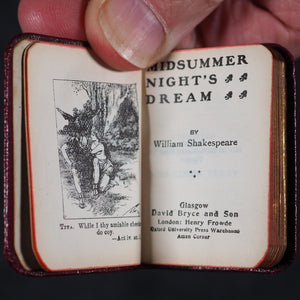 Tita. While I thy amiable cheeks
do coy.
—Act iv. sc.
MIDSUMMER
NIGHT'S
DREAM
BY
William Shakespeare
Glasgow
David Bryce and Son
London: Henry Frowde
Oxford University Press Warehouse
Amen Corner